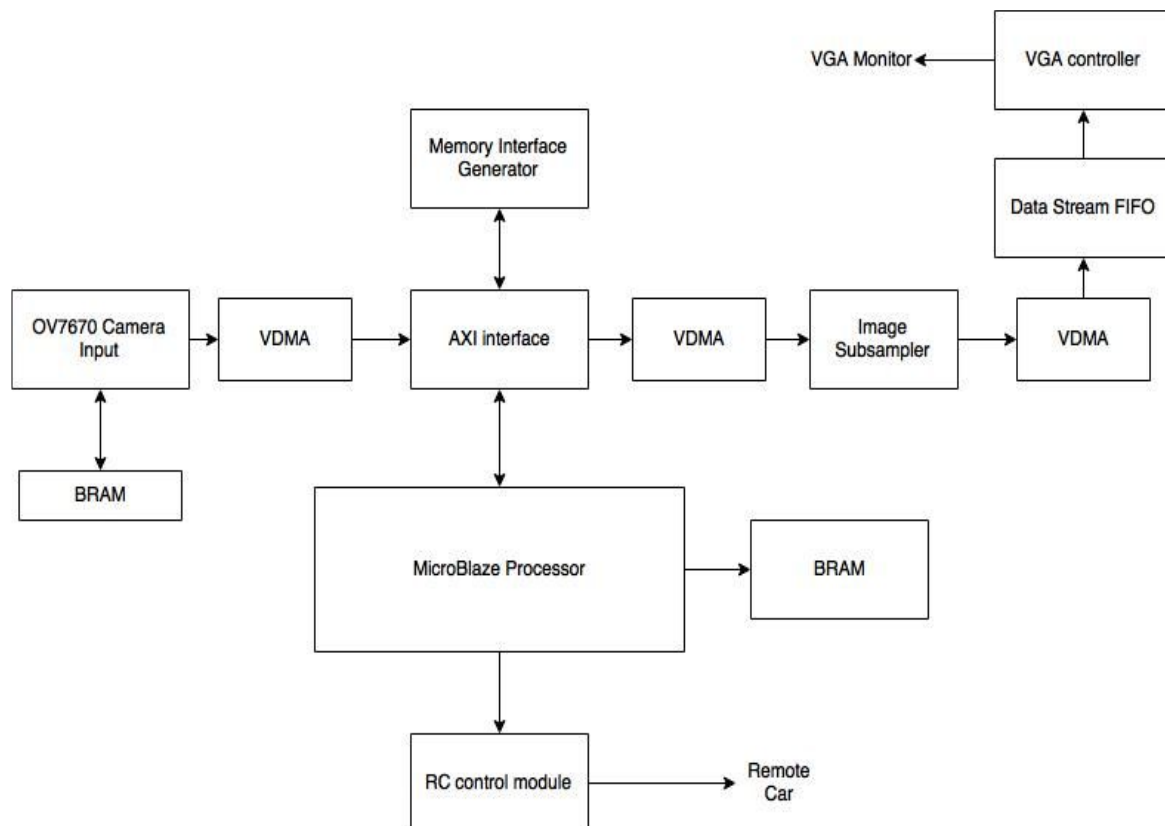 VGA Monitor
VGA controller
Memory Interface
Generator
Data Stream FIFO
OV7670 Camera
Input
VDMA
AXI interface
VDMA
Image
Subsampler
VDMA
BRAM
MicroBlaze Processor
BRAM
RC control module
Remote
Car